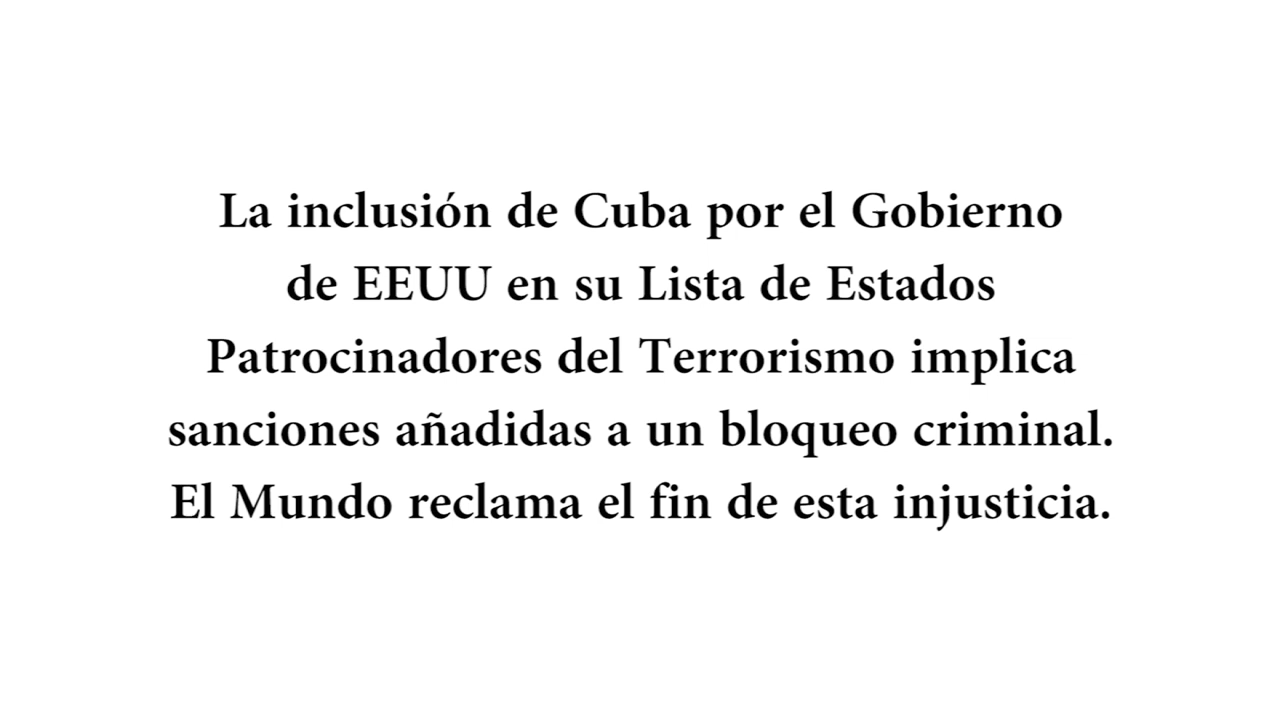 La inclusión de Cuba por el Gobierno
de EEUU en su Lista de Estados
Patrocinadores del Terrorismo implica
sanciones añadidas a un bloqueo criminal.
El Mundo reclama el fin de esta injusticia.